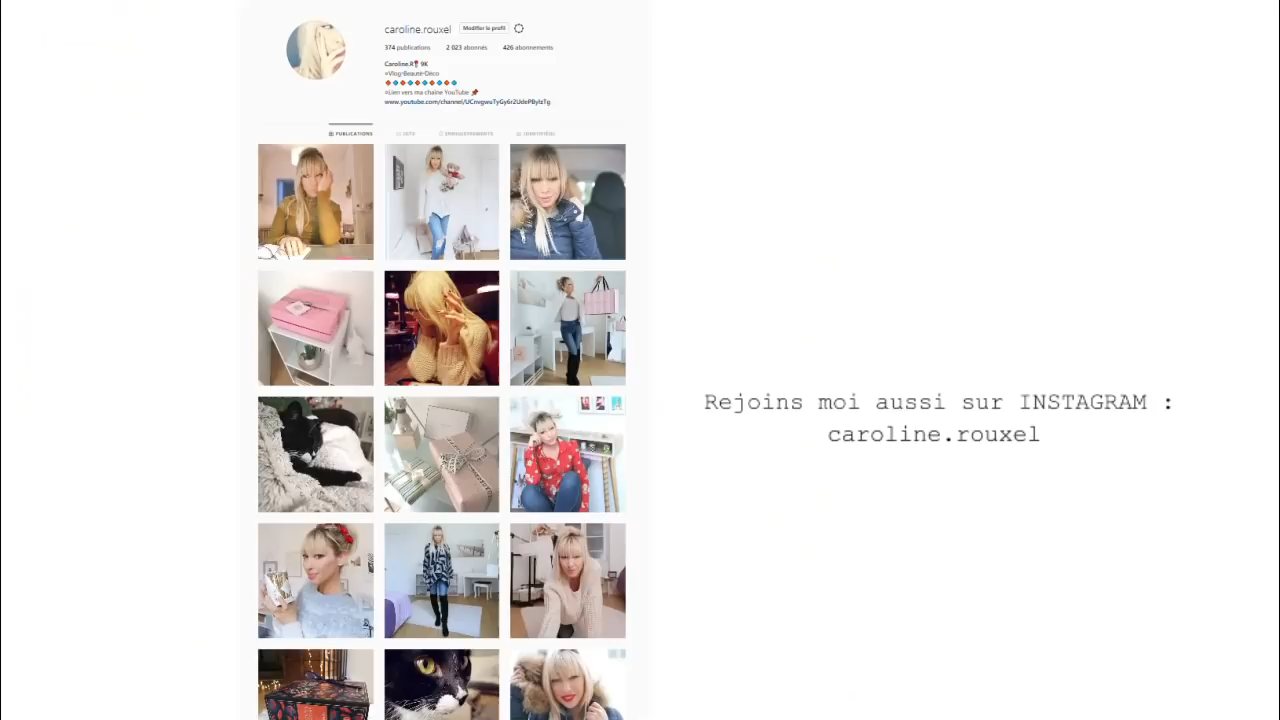 caroline.rouxel Modifier le profil
374 publications 2 023 abonnés 426 abonnements
Caroline.R 9K
Vlog•Beauté•Déco
Lien vers ma chaîne YouTube
www.youtube.com/channel/
PUBLICATIONS
Rejoins moi aussi sur INSTAGRAM :
caroline.rouxel